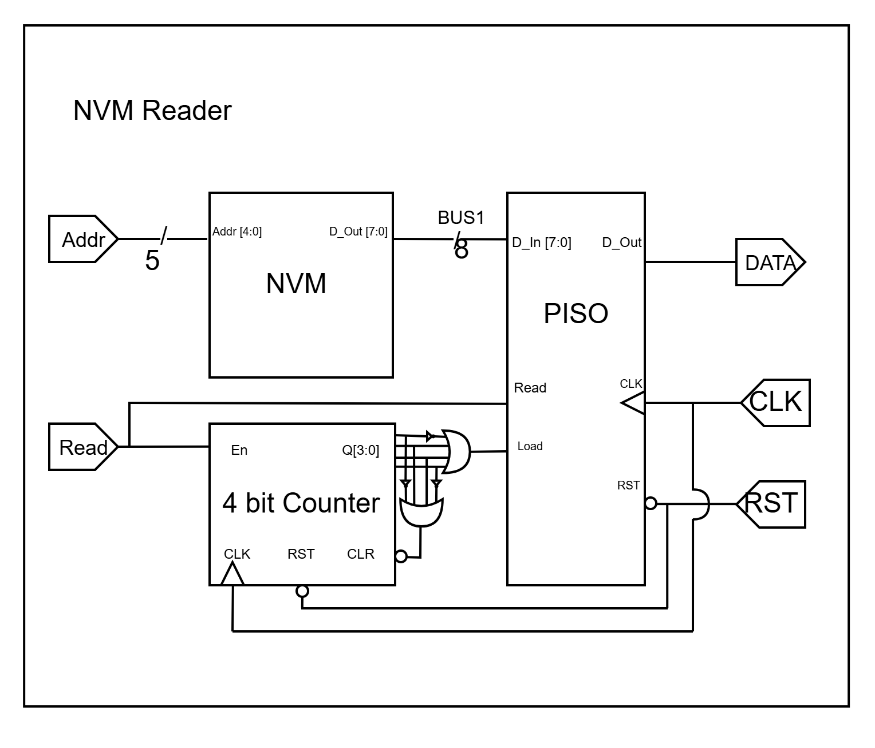 NVM Reader
BUS1
Addr
5
Addr [4:0]
D_Out [7:0]
8
D_In [7:0]
D_Out
DATA
NVM
PISO
Read
CLK
CLK
Read
En
Q[3:0]
Load
4 bit Counter
RST
RST
CLK
RST
CLR